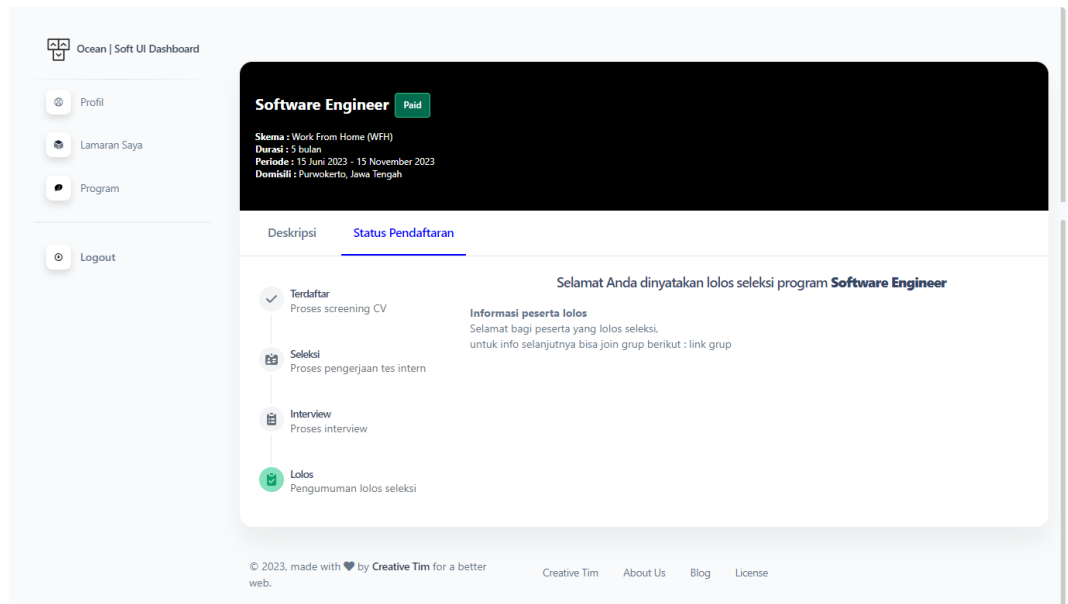 Ocean | Soft UI Dashboard
Profil
Lamaran Saya
Program
Logout
Software Engineer Paid
Skema : Work From Home (WFH)
Durasi : 5 bulan
Periode : 15 Juni 2023 - 15 November 2023
Domisili : Purwokerto, Jawa Tengah
Deskripsi Status Pendaftaran
Terdaftar
Proses screening CV
Seleksi
Proses pengerjaan tes intern
Interview
Proses interview
Lolos
Pengumuman lolos seleksi
Selamat Anda dinyatakan lolos seleksi program Software Engineer
Informasi peserta lolos
Selamat bagi peserta yang lolos seleksi,
untuk info selanjutnya bisa join grup berikut : link grup
© 2023, made with ♥ by Creative Tim for a better
web.
Creative Tim About Us Blog License